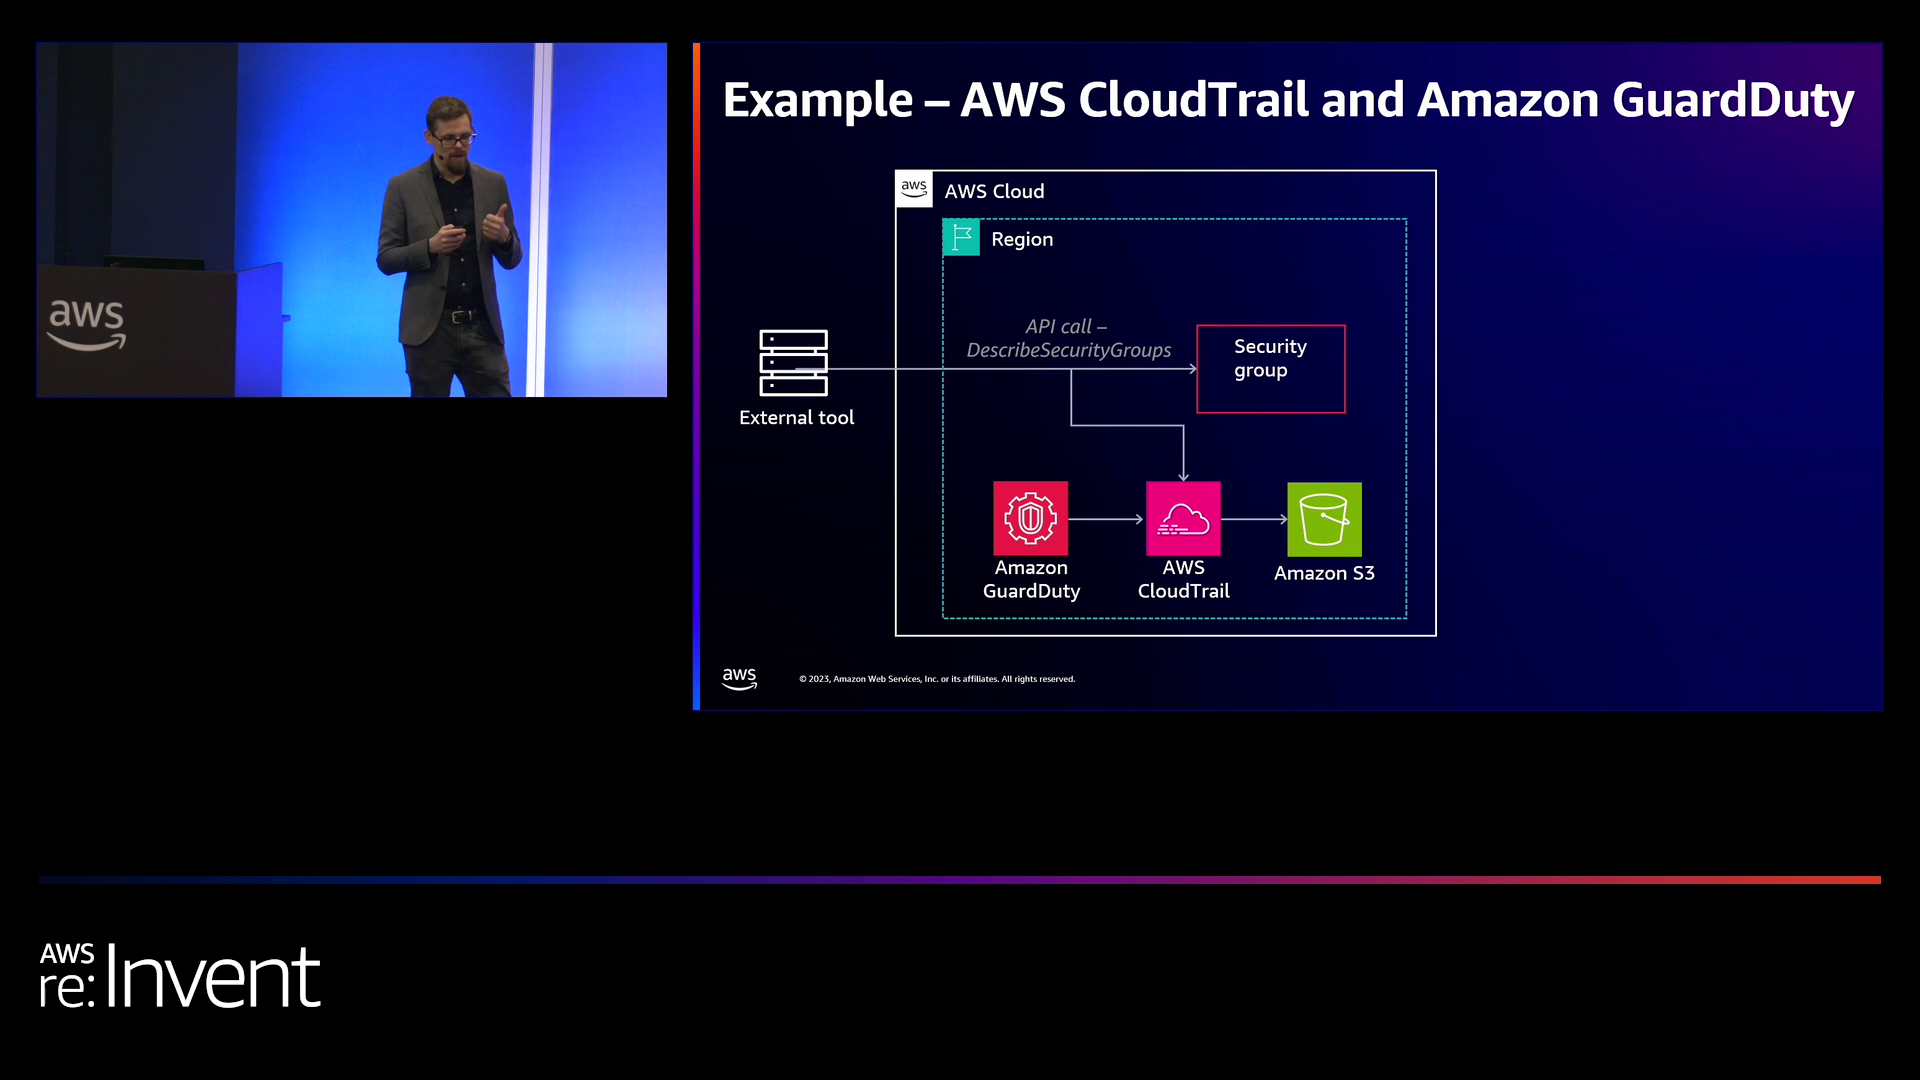 aws
Example – AWS CloudTrail and Amazon GuardDuty
aws
AWS Cloud
Region
API call –
DescribeSecurityGroups
Security
group
External tool
Amazon
GuardDuty
AWS
CloudTrail
Amazon S3
aws
© 2023, Amazon Web Services, Inc. or its affiliates. All rights reserved.
AWS
re:Invent